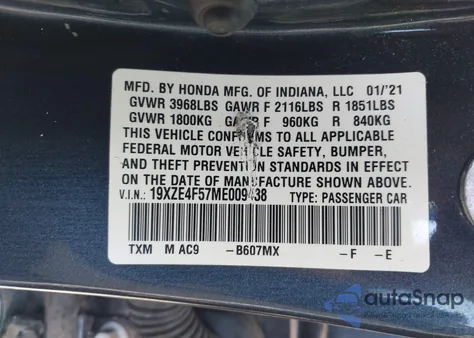 MFD. BY HONDA MFG. OF INDIANA, LLC 01/'21
GVWR 3968LBS GAWR F 2116LBS R 1851LBS
GVWR 1800KG GAWR F 960KG R 840KG
THIS VEHICLE CONFORMS TO ALL APPLICABLE
FEDERAL MOTOR VEHICLE SAFETY, BUMPER,
AND THEFT PREVENTION STANDARDS IN EFFECT
ON THE DATE OF MANUFACTURE SHOWN ABOVE.
V.I.N.: 19XZE4F57ME009438 TYPE: PASSENGER CAR
TXM M AC9 -B607MX -F -E
autoSnap